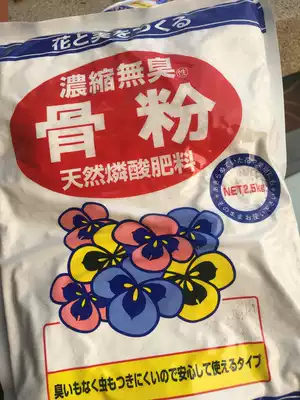 花と実をつくる
濃縮無臭
骨粉
天然燐酸肥料
NET2.5kg
臭いもなく虫もつきにくいので安心して使えるタイプ